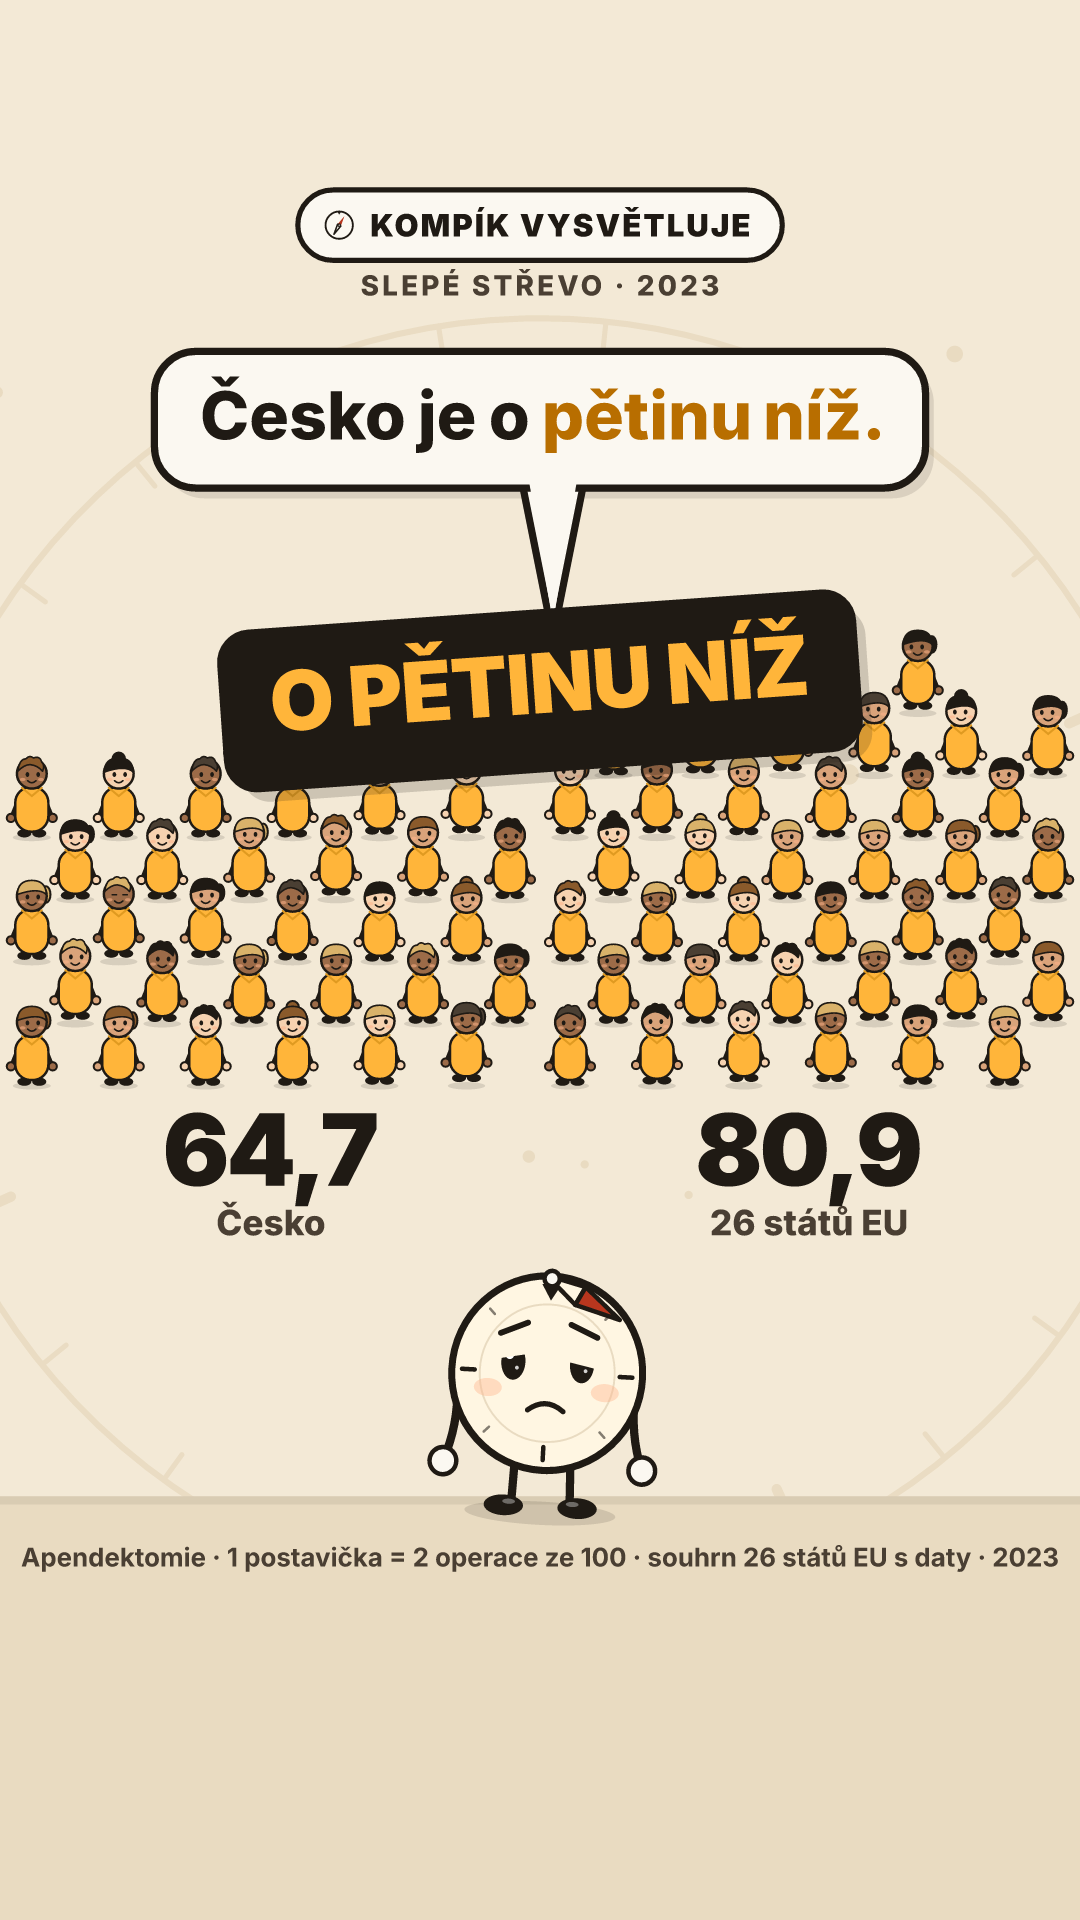 KOMPÍK VYSVĚTLUJE
SLEPÉ STŘEVO · 2023
Česko je o pětinu níž.
O PĚTINU NÍŽ
64,7
Česko
80,9
26 států EU
Apendektomie · 1 postavička = 2 operace ze 100 · souhrn 26 států EU s daty · 2023